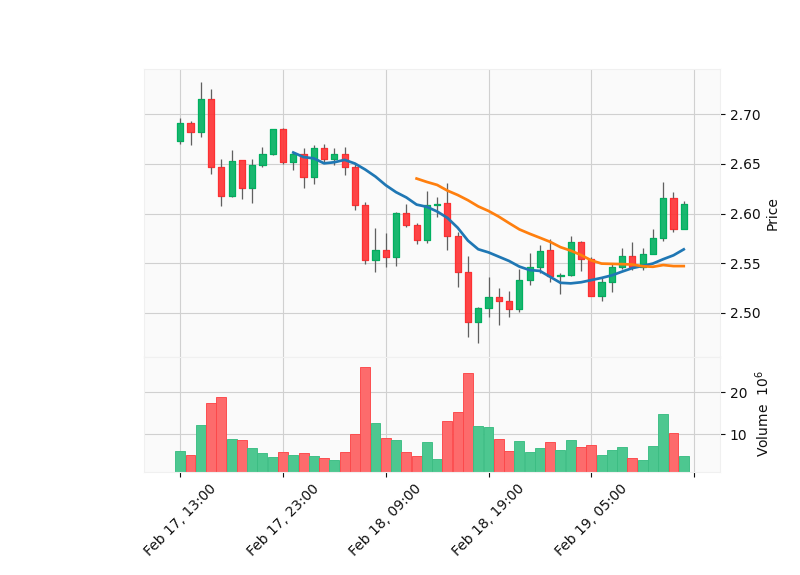 2.70
2.65
2.60
2.55
2.50
Price
20
10
Volume 10^6
Feb 17, 13:00
Feb 17, 23:00
Feb 18, 09:00
Feb 18, 19:00
Feb 19, 05:00